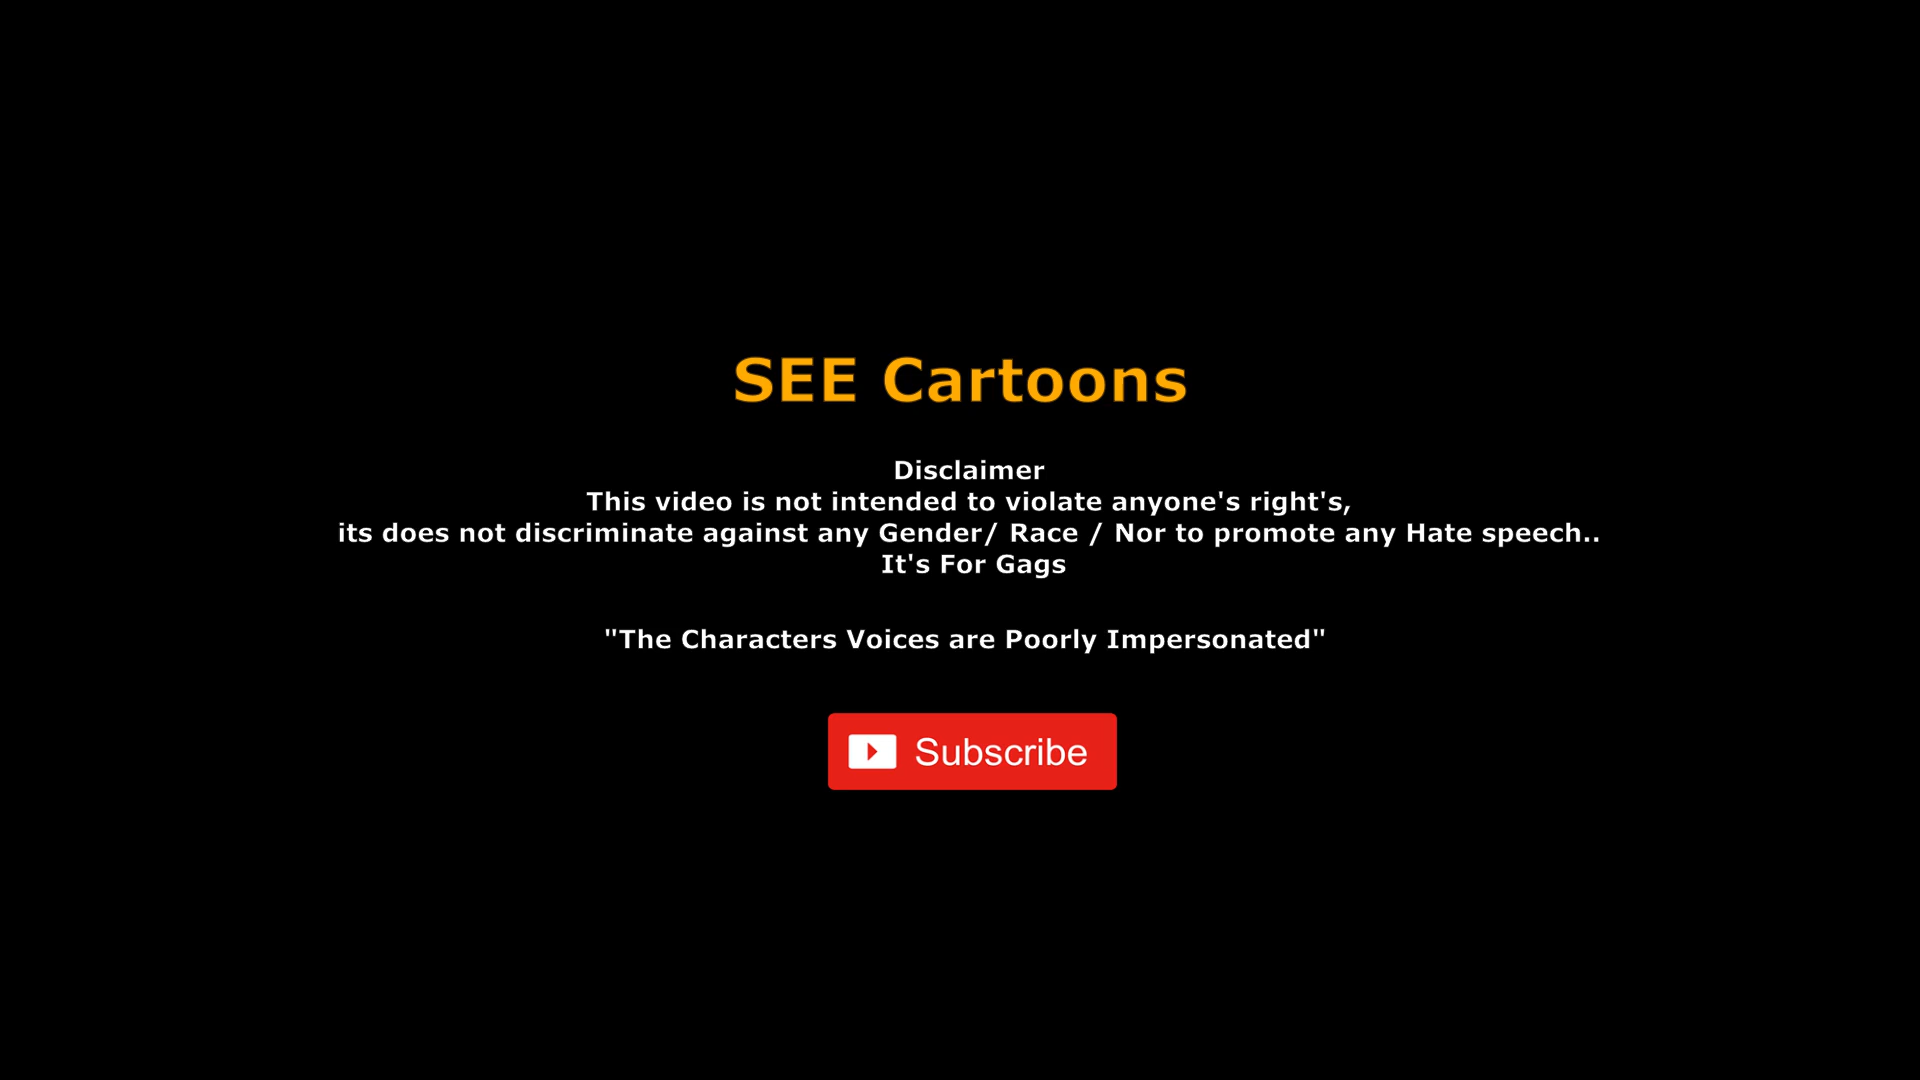 SEE Cartoons
Disclaimer
This video is not intended to violate anyone's right's,
its does not discriminate against any Gender/ Race / Nor to promote any Hate speech..
It's For Gags
"The Characters Voices are Poorly Impersonated"
Subscribe